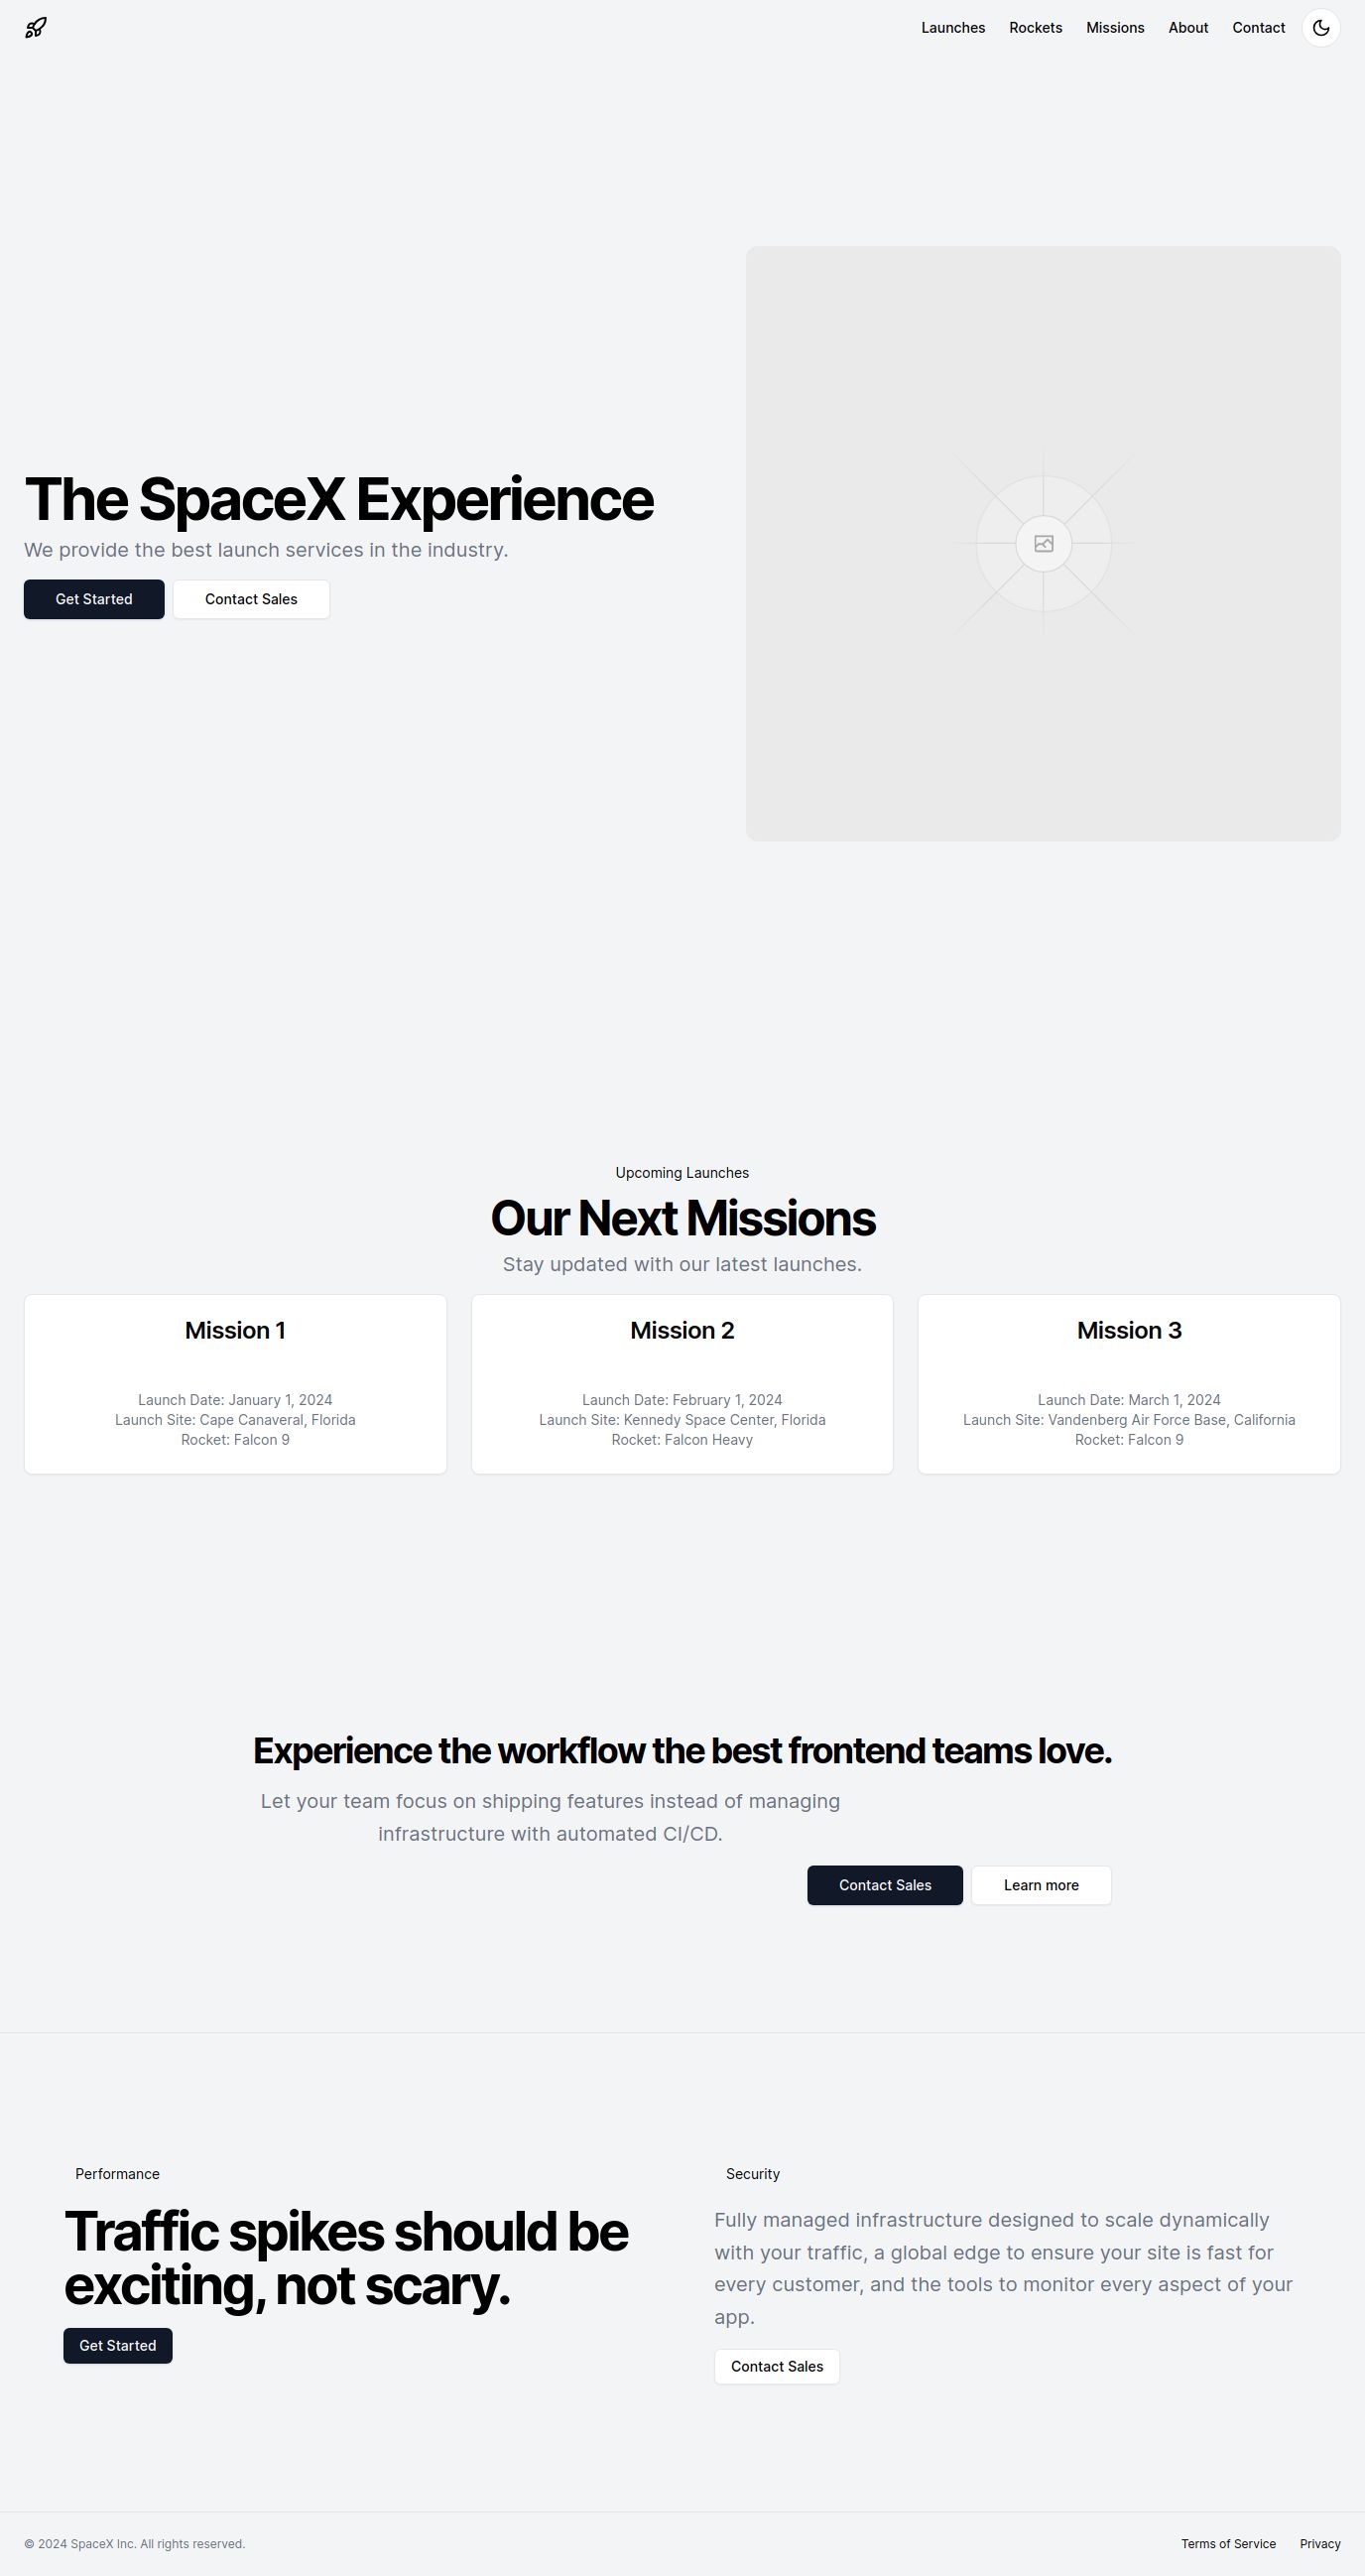 Launches Rockets Missions About Contact
The SpaceX Experience
We provide the best launch services in the industry.
Get Started Contact Sales
Upcoming Launches
Our Next Missions
Stay updated with our latest launches.
Mission 1
Launch Date: January 1, 2024
Launch Site: Cape Canaveral, Florida
Rocket: Falcon 9
Mission 2
Launch Date: February 1, 2024
Launch Site: Kennedy Space Center, Florida
Rocket: Falcon Heavy
Mission 3
Launch Date: March 1, 2024
Launch Site: Vandenberg Air Force Base, California
Rocket: Falcon 9
Experience the workflow the best frontend teams love.
Let your team focus on shipping features instead of managing
infrastructure with automated CI/CD.
Contact Sales Learn more
Performance
Traffic spikes should be
exciting, not scary.
Get Started
Security
Fully managed infrastructure designed to scale dynamically
with your traffic, a global edge to ensure your site is fast for
every customer, and the tools to monitor every aspect of your
app.
Contact Sales
© 2024 SpaceX Inc. All rights reserved.
Terms of Service Privacy